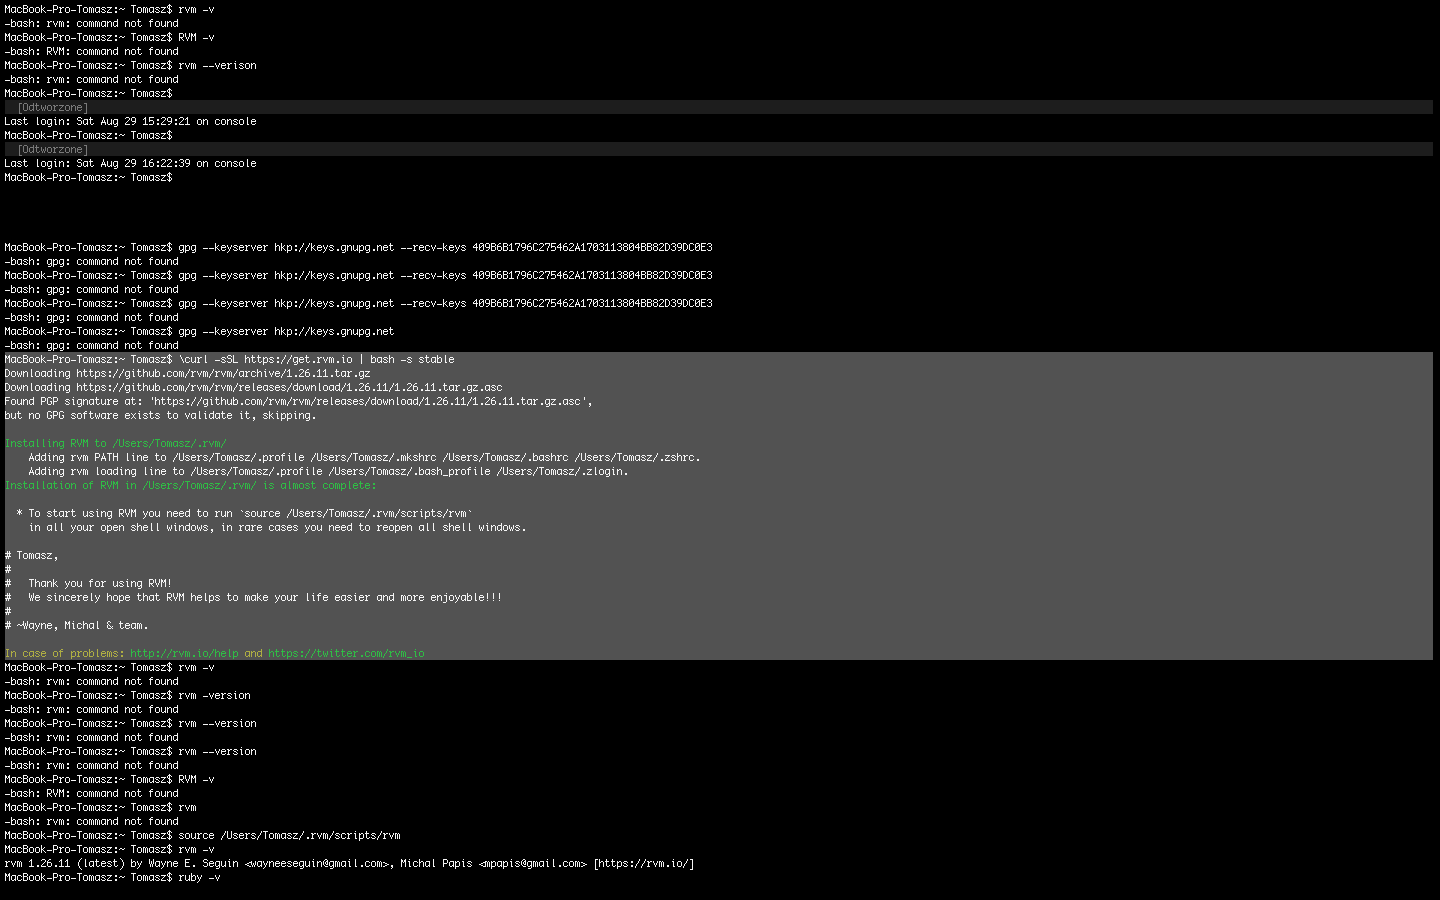 MacBook-Pro-Tomasz:~ Tomasz$ rvm -v
-bash: rvm: command not found
MacBook-Pro-Tomasz:~ Tomasz$ RVM -v
-bash: RVM: command not found
MacBook-Pro-Tomasz:~ Tomasz$ rvm --verison
-bash: rvm: command not found
MacBook-Pro-Tomasz:~ Tomasz$
[Odtworzone]
Last login: Sat Aug 29 15:29:21 on console
MacBook-Pro-Tomasz:~ Tomasz$
[Odtworzone]
Last login: Sat Aug 29 16:22:39 on console
MacBook-Pro-Tomasz:~ Tomasz$
MacBook-Pro-Tomasz:~ Tomasz$ gpg --keyserver hkp://keys.gnupg.net --recv-keys 409B6B1796C275462A1703113804BB82D39DC0E3
-bash: gpg: command not found
MacBook-Pro-Tomasz:~ Tomasz$ gpg --keyserver hkp://keys.gnupg.net --recv-keys 409B6B1796C275462A1703113804BB82D39DC0E3
-bash: gpg: command not found
MacBook-Pro-Tomasz:~ Tomasz$ gpg --keyserver hkp://keys.gnupg.net --recv-keys 409B6B1796C275462A1703113804BB82D39DC0E3
-bash: gpg: command not found
MacBook-Pro-Tomasz:~ Tomasz$ gpg --keyserver hkp://keys.gnupg.net
-bash: gpg: command not found
MacBook-Pro-Tomasz:~ Tomasz$ \curl -sSL https://get.rvm.io | bash -s stable
Downloading https://github.com/rvm/rvm/archive/1.26.11.tar.gz
Downloading https://github.com/rvm/rvm/releases/download/1.26.11/1.26.11.tar.gz.asc
Found PGP signature at: 'https://github.com/rvm/rvm/releases/download/1.26.11/1.26.11.tar.gz.asc',
but no GPG software exists to validate it, skipping.
Installing RVM to /Users/Tomasz/.rvm/
Adding rvm PATH line to /Users/Tomasz/.profile /Users/Tomasz/.mkshrc /Users/Tomasz/.bashrc /Users/Tomasz/.zshrc.
Adding rvm loading line to /Users/Tomasz/.profile /Users/Tomasz/.bash_profile /Users/Tomasz/.zlogin.
Installation of RVM in /Users/Tomasz/.rvm/ is almost complete:
* To start using RVM you need to run `source /Users/Tomasz/.rvm/scripts/rvm`
in all your open shell windows, in rare cases you need to reopen all shell windows.
# Tomasz,
#
# Thank you for using RVM!
# We sincerely hope that RVM helps to make your life easier and more enjoyable!!!
#
# ~Wayne, Michal & team.
In case of problems: http://rvm.io/help and https://twitter.com/rvm_io
MacBook-Pro-Tomasz:~ Tomasz$ rvm -v
-bash: rvm: command not found
MacBook-Pro-Tomasz:~ Tomasz$ rvm -version
-bash: rvm: command not found
MacBook-Pro-Tomasz:~ Tomasz$ rvm --version
-bash: rvm: command not found
MacBook-Pro-Tomasz:~ Tomasz$ rvm --version
-bash: rvm: command not found
MacBook-Pro-Tomasz:~ Tomasz$ RVM -v
-bash: RVM: command not found
MacBook-Pro-Tomasz:~ Tomasz$ rvm
-bash: rvm: command not found
MacBook-Pro-Tomasz:~ Tomasz$ source /Users/Tomasz/.rvm/scripts/rvm
MacBook-Pro-Tomasz:~ Tomasz$ rvm -v
rvm 1.26.11 (latest) by Wayne E. Seguin <wayneeseguin@gmail.com>, Michal Papis <mpapis@gmail.com> [https://rvm.io/]
MacBook-Pro-Tomasz:~ Tomasz$ ruby -v